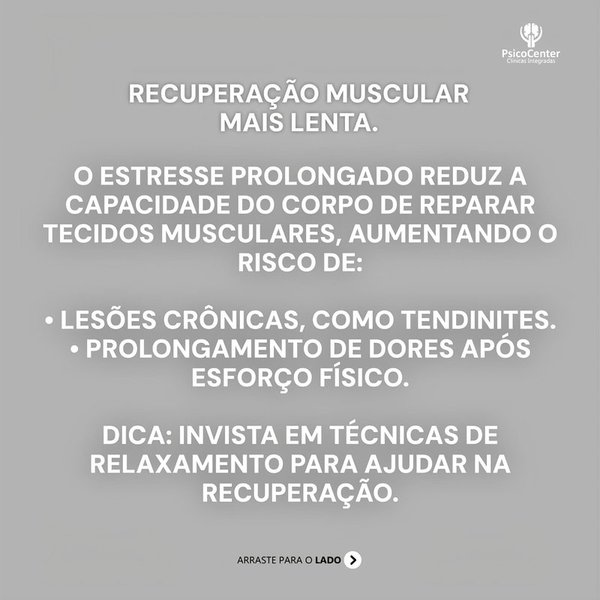 PsicoCenter
Clínicas Integradas
RECUPERAÇÃO MUSCULAR
MAIS LENTA.
O ESTRESSE PROLONGADO REDUZ A
CAPACIDADE DO CORPO DE REPARAR
TECIDOS MUSCULARES, AUMENTANDO O
RISCO DE:
• LESÕES CRÔNICAS, COMO TENDINITES.
• PROLONGAMENTO DE DORES APÓS
ESFORÇO FÍSICO.
DICA: INVISTA EM TÉCNICAS DE
RELAXAMENTO PARA AJUDAR NA
RECUPERAÇÃO.
ARRASTE PARA O LADO